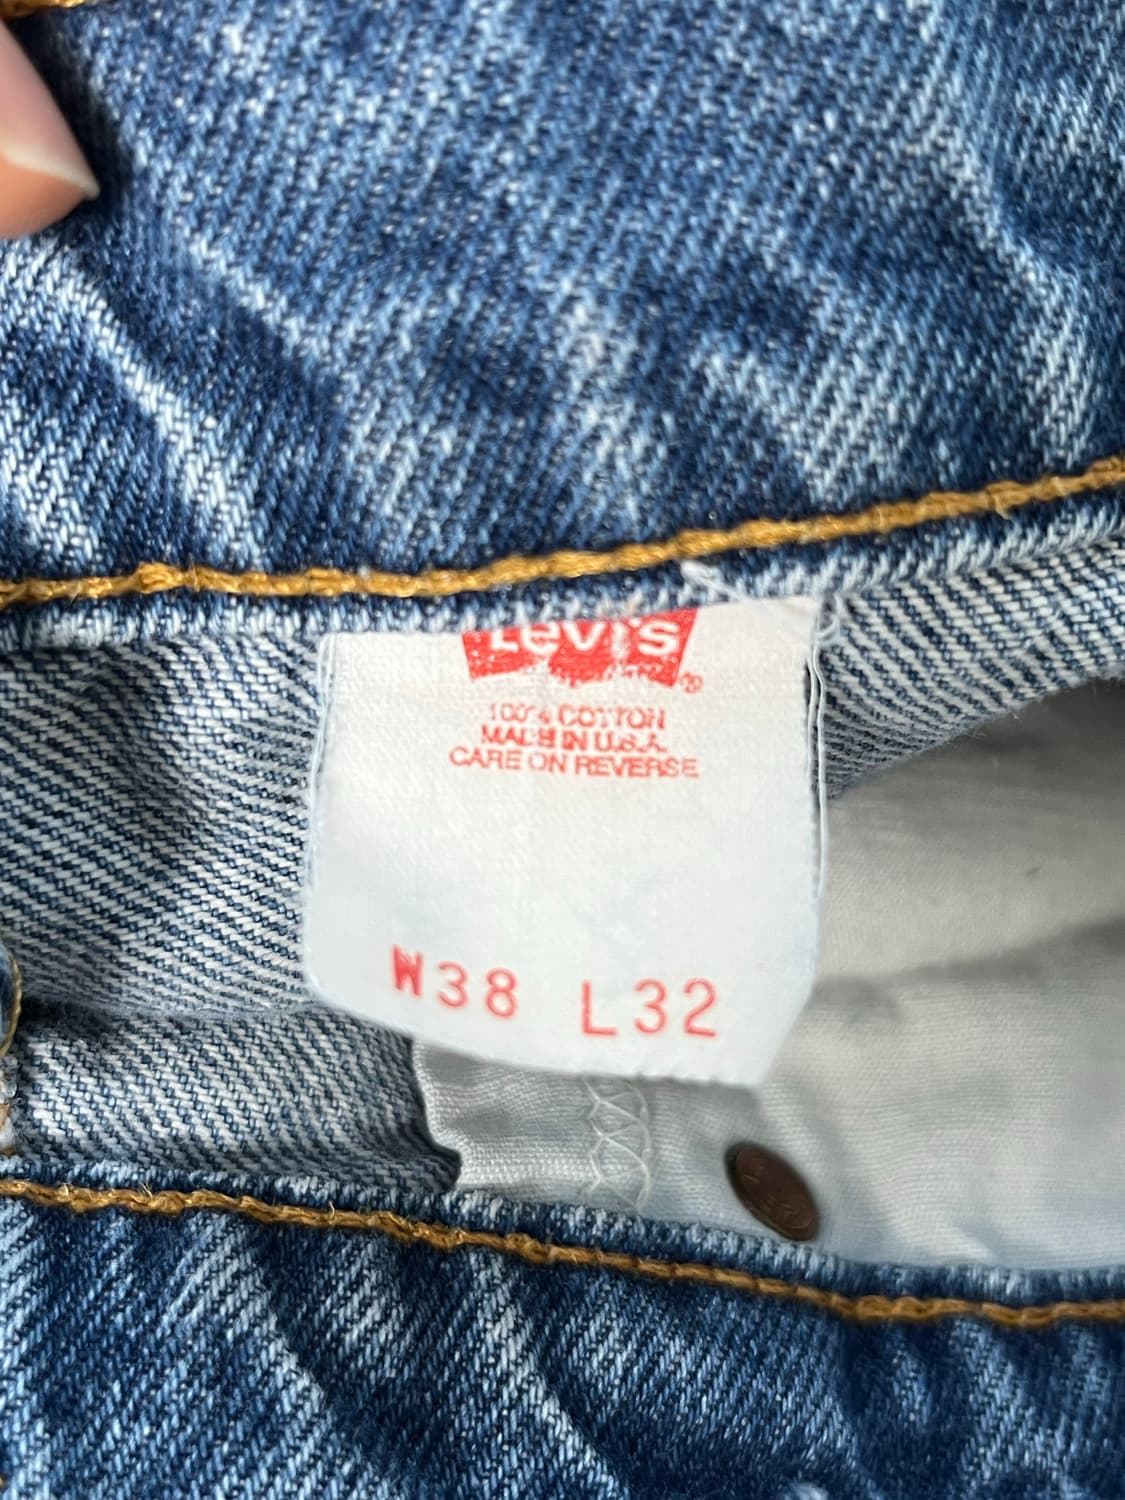 Levi's ®
100% COTTON
MADE IN U.S.A.
CARE ON REVERSE
W38 L32